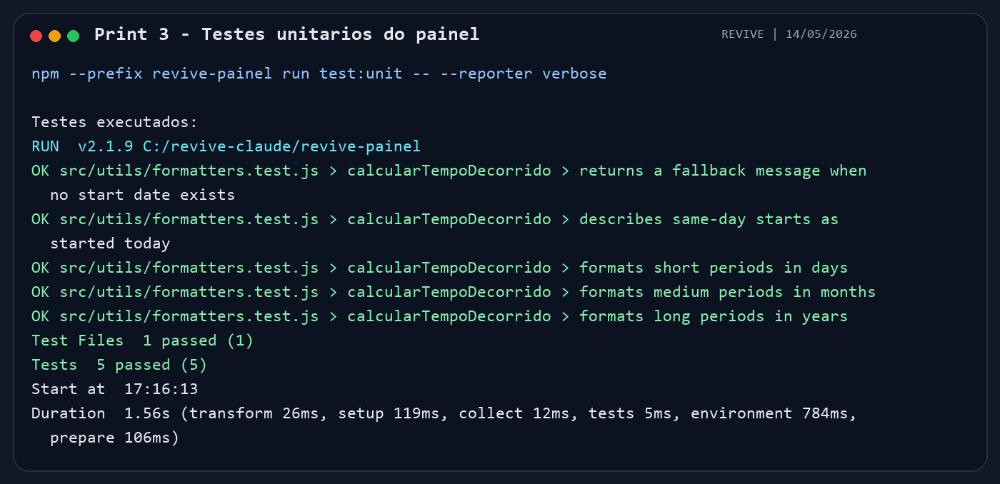 Print 3 - Testes unitarios do painel
REVIVE | 14/05/2026
npm --prefix revive-painel run test:unit -- --reporter verbose
Testes executados:
RUN  v2.1.9 C:/revive-claude/revive-painel
OK src/utils/formatters.test.js > calcularTempoDecorrido > returns a fallback message when
no start date exists
OK src/utils/formatters.test.js > calcularTempoDecorrido > describes same-day starts as
started today
OK src/utils/formatters.test.js > calcularTempoDecorrido > formats short periods in days
OK src/utils/formatters.test.js > calcularTempoDecorrido > formats medium periods in months
OK src/utils/formatters.test.js > calcularTempoDecorrido > formats long periods in years
Test Files  1 passed (1)
Tests  5 passed (5)
Start at  17:16:13
Duration  1.56s (transform 26ms, setup 119ms, collect 12ms, tests 5ms, environment 784ms,
prepare 106ms)